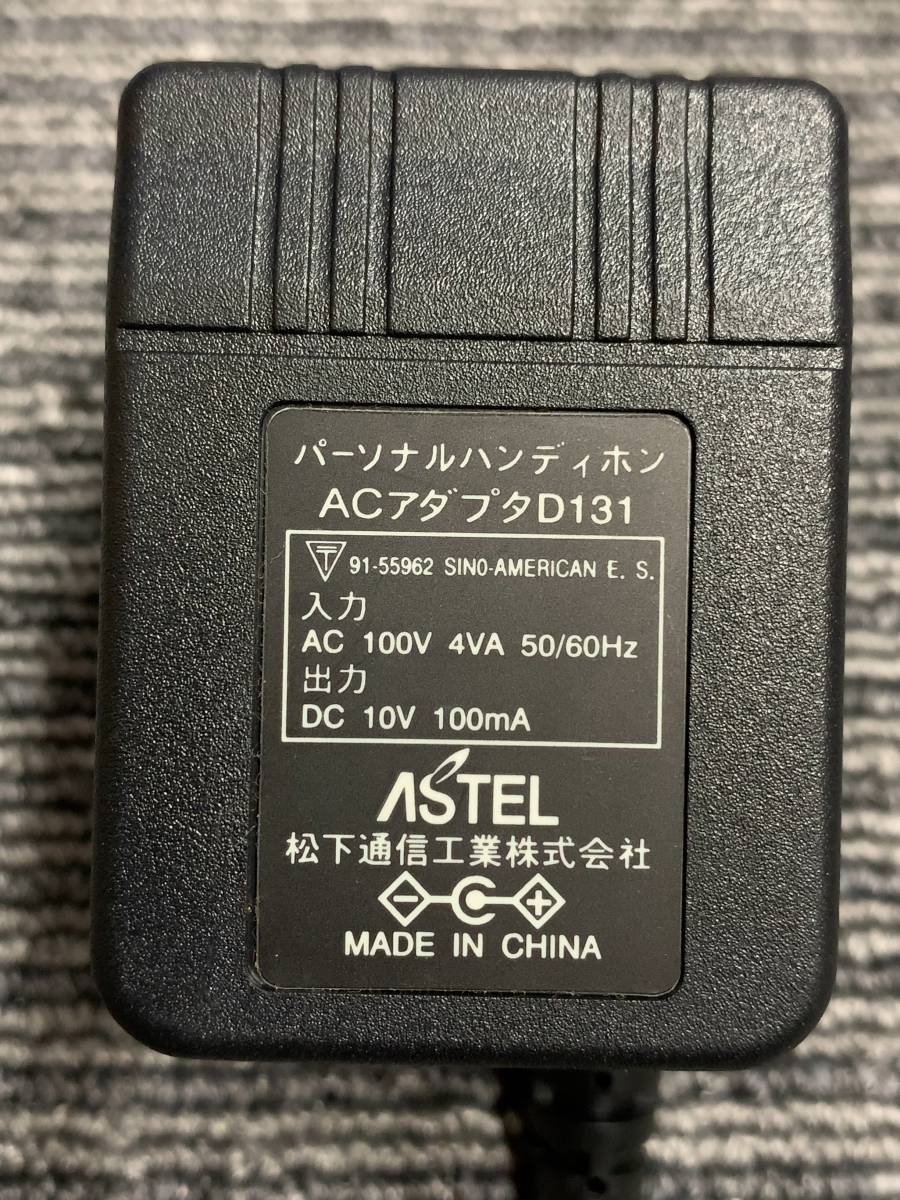 パーソナルハンディホン
ACアダプタD131
〒 91-55962 SINO-AMERICAN E. S.
入力
AC 100V 4VA 50/60Hz
出力
DC 10V 100mA
ASTEL
松下通信工業株式会社
- +
MADE IN CHINA